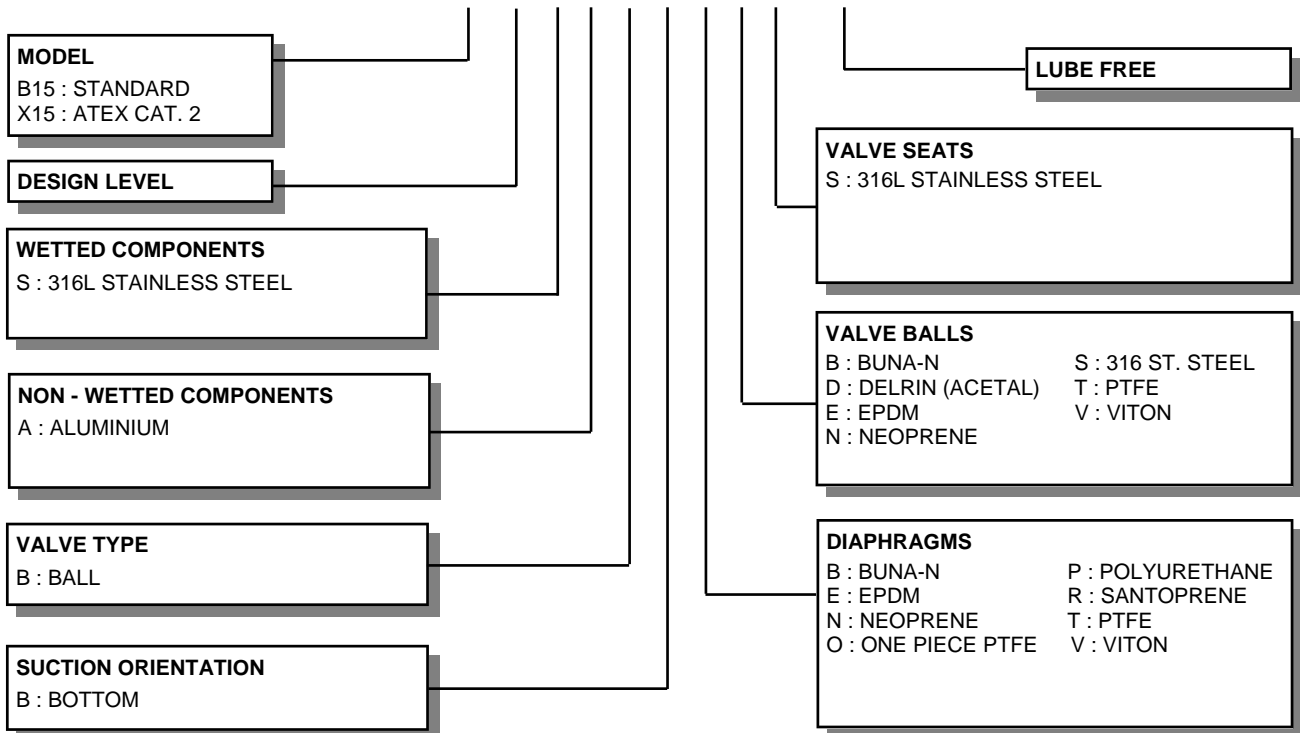 MODEL
B15 : STANDARD
X15 : ATEX CAT. 2
DESIGN LEVEL
WETTED COMPONENTS
S : 316L STAINLESS STEEL
NON - WETTED COMPONENTS
A : ALUMINIUM
VALVE TYPE
B : BALL
SUCTION ORIENTATION
B : BOTTOM
LUBE FREE
VALVE SEATS
S : 316L STAINLESS STEEL
VALVE BALLS
B : BUNA-N S : 316 ST. STEEL
D : DELRIN (ACETAL) T : PTFE
E : EPDM V : VITON
N : NEOPRENE
DIAPHRAGMS
B : BUNA-N P : POLYURETHANE
E : EPDM R : SANTOPRENE
N : NEOPRENE T : PTFE
O : ONE PIECE PTFE V : VITON